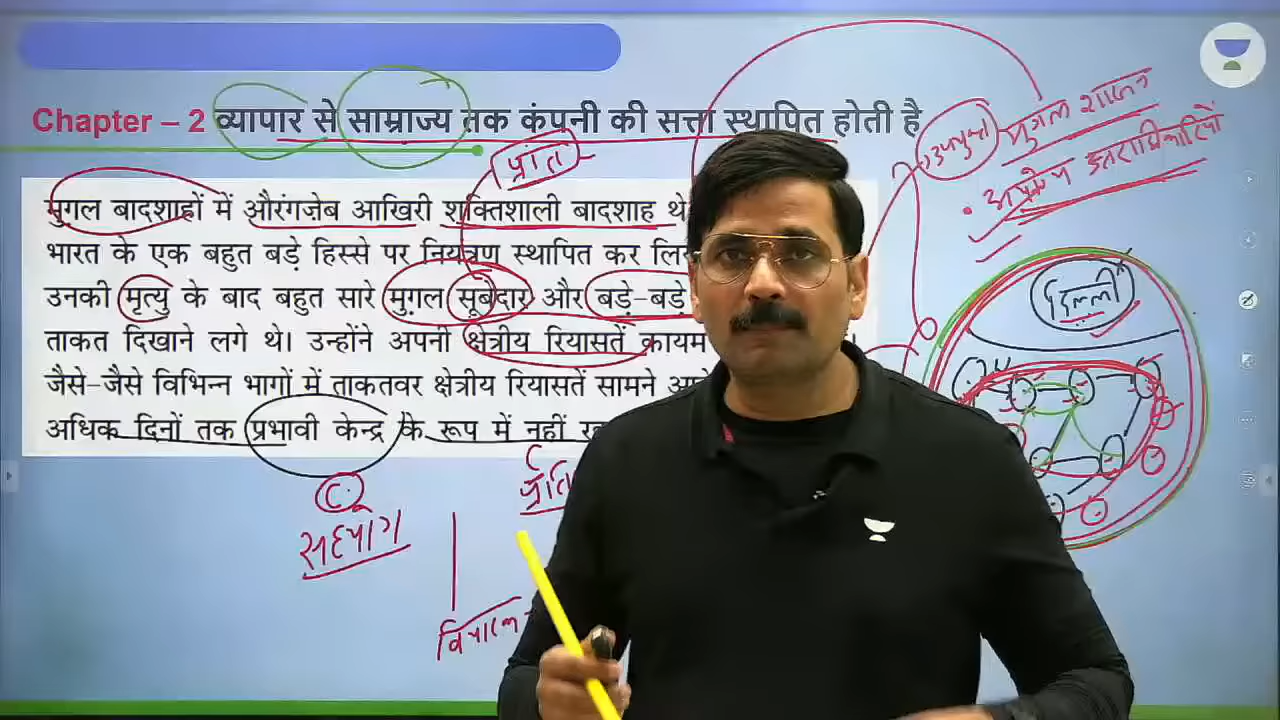 Chapter – 2 व्यापार से साम्राज्य तक कंपनी की सत्ता स्थापित होती है
प्रांत
मुगल शासन
मुग़ल बादशाहों में औरंगज़ेब आखिरी शक्तिशाली बादशाह थे
उत्तराधिकारियों
भारत के एक बहुत बड़े हिस्से पर नियंत्रण स्थापित कर
उनकी मृत्यु के बाद बहुत सारे मुग़ल सूबेदार और बड़े–बड़े
दिल्ली
ताकत दिखाने लगे थे। उन्होंने अपनी क्षेत्रीय रियासतें क़ायम
जैसे–जैसे विभिन्न भागों में ताकतवर क्षेत्रीय रियासतें सामने
अधिक दिनों तक प्रभावी केन्द्र के रूप में नहीं
सहयोग